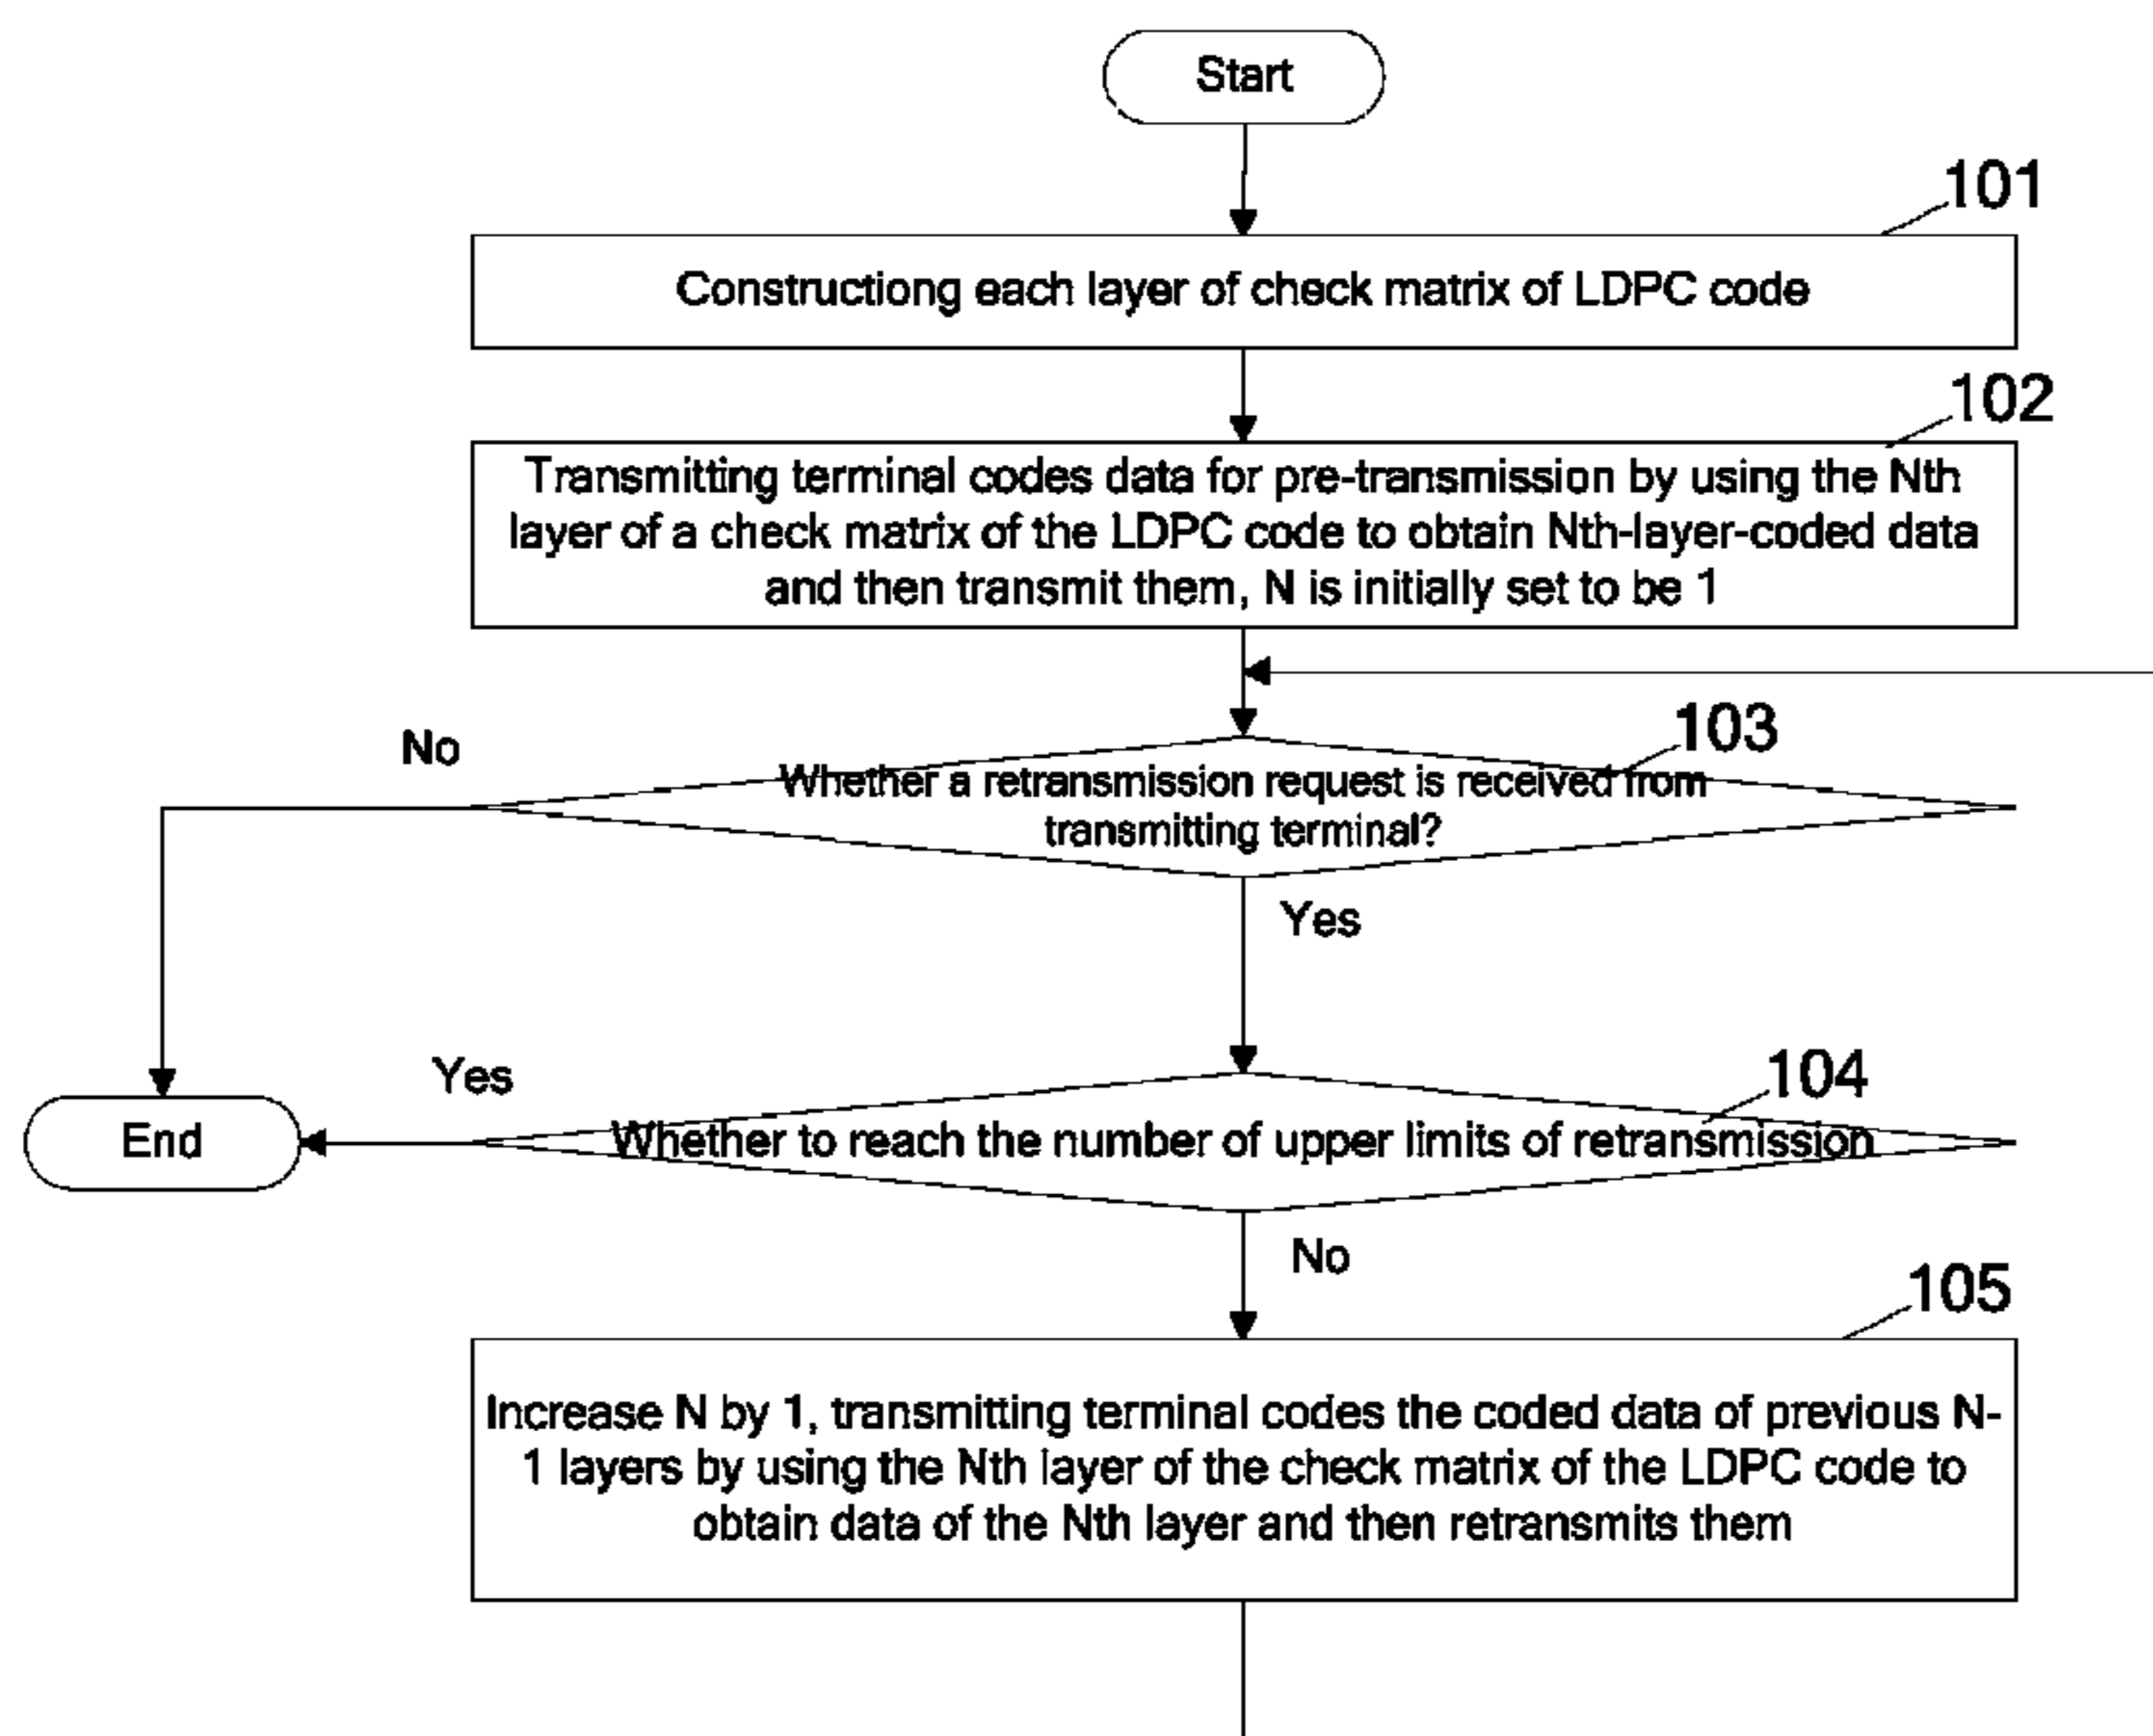 Start
101
Constructiong each layer of check matrix of LDPC code
102
Transmitting terminal codes data for pre-transmission by using the Nth
layer of a check matrix of the LDPC code to obtain Nth-layer-coded data
and then transmit them, N is initially set to be 1
103
No
Whether a retransmission request is received from
transmitting terminal?
Yes
104
Yes
End
Whether to reach the number of upper limits of retransmission
No
105
Increase N by 1, transmitting terminal codes the coded data of previous N-
1 layers by using the Nth layer of the check matrix of the LDPC code to
obtain data of the Nth layer and then retransmits them